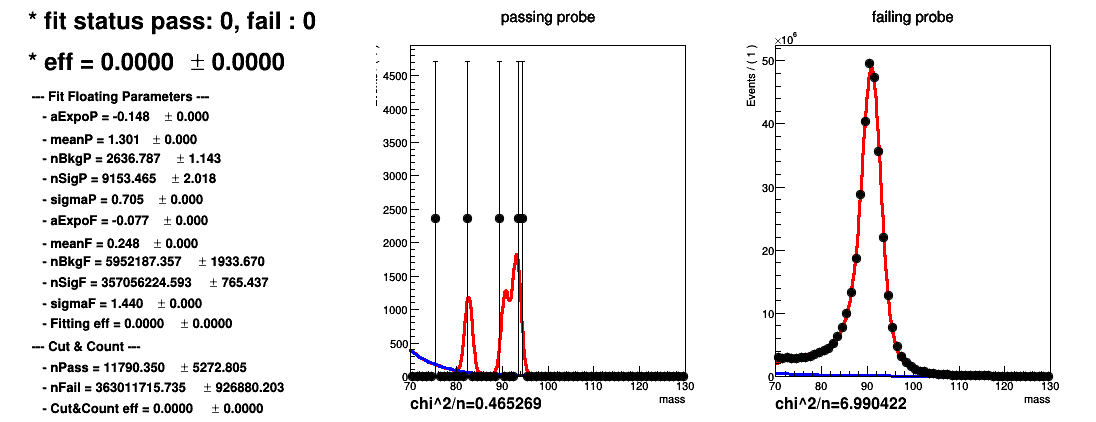 * fit status pass: 0, fail : 0
* eff = 0.0000 ± 0.0000
--- Fit Floating Parameters ---
- aExpoP = -0.148 ± 0.000
- meanP = 1.301 ± 0.000
- nBkgP = 2636.787 ± 1.143
- nSigP = 9153.465 ± 2.018
- sigmaP = 0.705 ± 0.000
- aExpoF = -0.077 ± 0.000
- meanF = 0.248 ± 0.000
- nBkgF = 5952187.357 ± 1933.670
- nSigF = 357056224.593 ± 765.437
- sigmaF = 1.440 ± 0.000
- Fitting eff = 0.0000 ± 0.0000
--- Cut & Count ---
- nPass = 11790.350 ± 5272.805
- nFail = 363011715.735 ± 926880.203
- Cut&Count eff = 0.0000 ± 0.0000
passing probe
4500
4000
3500
3000
2500
2000
1500
1000
500
0
70 80 90 100 110 120 130
mass
chi^2/n=0.465269
failing probe
×10^6
Events / ( 1 )
50
40
30
20
10
0
70 80 90 100 110 120 130
mass
chi^2/n=6.990422